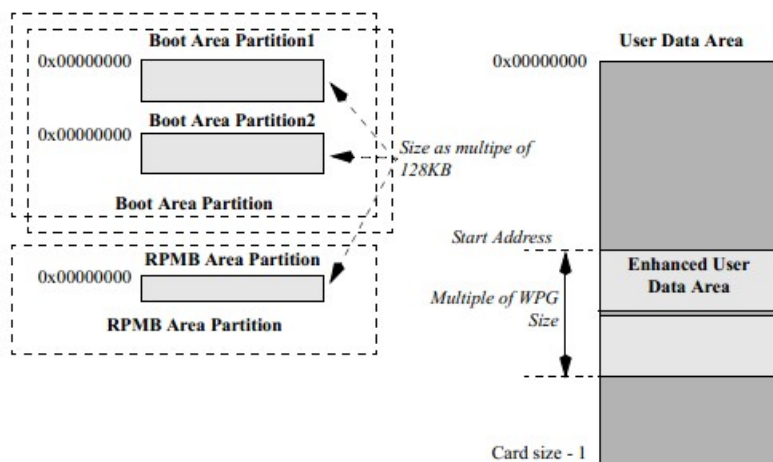 Boot Area Partition1
0x00000000
Boot Area Partition2
0x00000000
Size as multipe of
128KB
Boot Area Partition
RPMB Area Partition
0x00000000
RPMB Area Partition
User Data Area
0x00000000
Start Address
Enhanced User
Data Area
Multiple of WPG
Size
Card size - 1